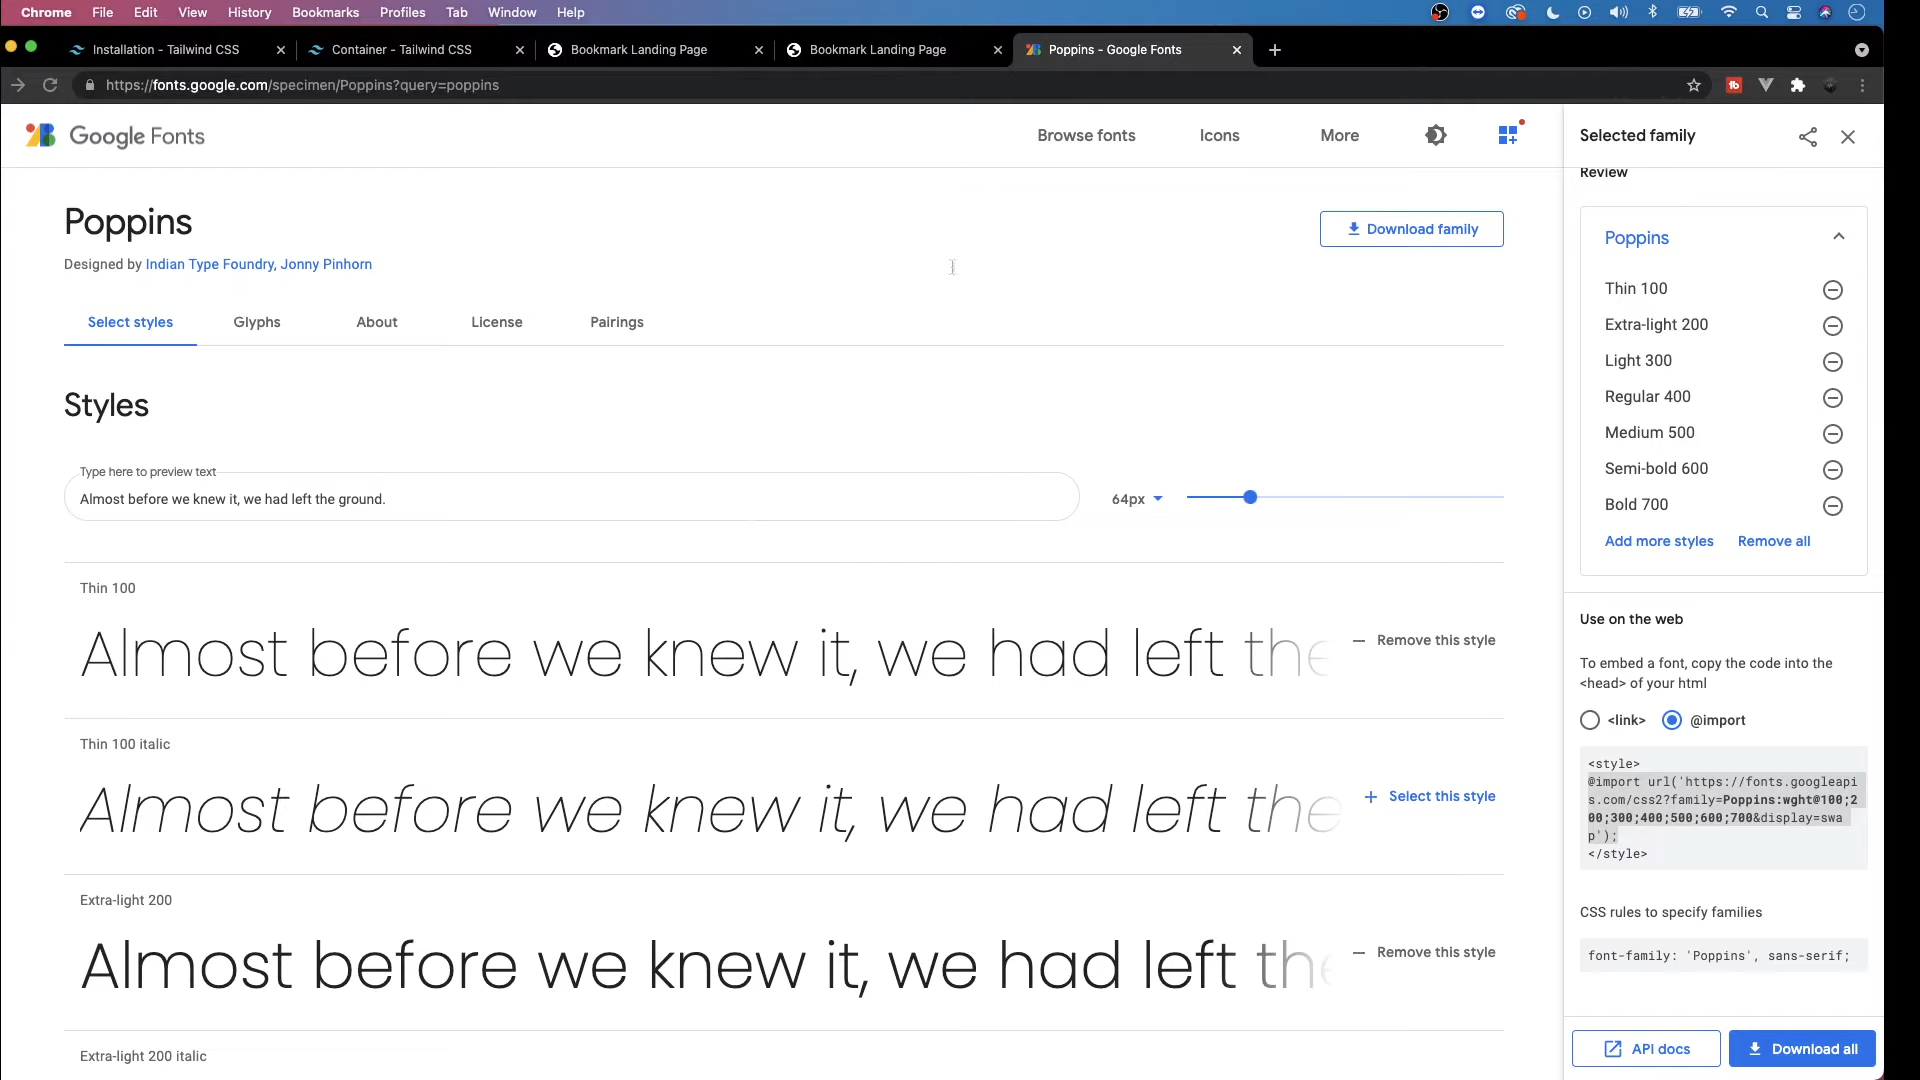 Chrome File Edit View History Bookmarks Profiles Tab Window Help
Installation - Tailwind CSS
Container - Tailwind CSS
Bookmark Landing Page
Bookmark Landing Page
Poppins - Google Fonts
https://fonts.google.com/specimen/Poppins?query=poppins
Google Fonts
Browse fonts
Icons
More
Poppins
Designed by Indian Type Foundry, Jonny Pinhorn
Download family
Select styles
Glyphs
About
License
Pairings
Styles
Type here to preview text
Almost before we knew it, we had left the ground.
64px
Thin 100
Almost before we knew it, we had left the
Remove this style
Thin 100 italic
Almost before we knew it, we had left the
Select this style
Extra-light 200
Almost before we knew it, we had left the
Remove this style
Extra-light 200 italic
Selected family
Review
Poppins
Thin 100
Extra-light 200
Light 300
Regular 400
Medium 500
Semi-bold 600
Bold 700
Add more styles
Remove all
Use on the web
To embed a font, copy the code into the
<head> of your html
<link>
@import
<style>
@import url('https://fonts.googleapi
s.com/css2?family=Poppins:wght@100;2
00;300;400;500;600;700&display=swa
p');
</style>
CSS rules to specify families
font-family: 'Poppins', sans-serif;
API docs
Download all